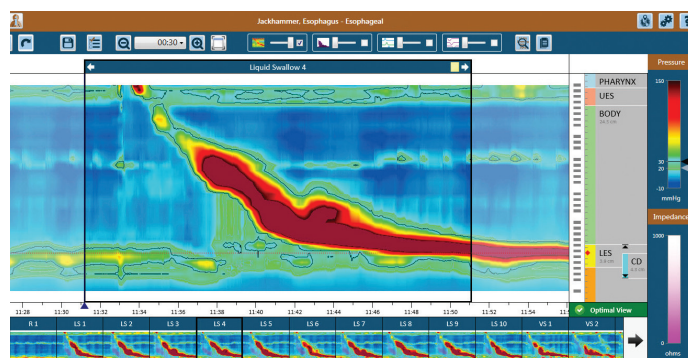 Jackhammer, Esophagus - Esophageal
?
00:30
Liquid Swallow 4
Pressure
PHARYNX
UES
BODY
LES
CD
150
30
20
-10
mmHg
Impedance
1000
0
ohms
11:28 11:30 11:32 11:34 11:36 11:38 11:40 11:42 11:44 11:46 11:48 11:50 11:52 11:54
Optimal View
R 1 LS 1 LS 2 LS 3 LS 4 LS 5 LS 6 LS 7 LS 8 LS 9 LS 10 VS 1 VS 2